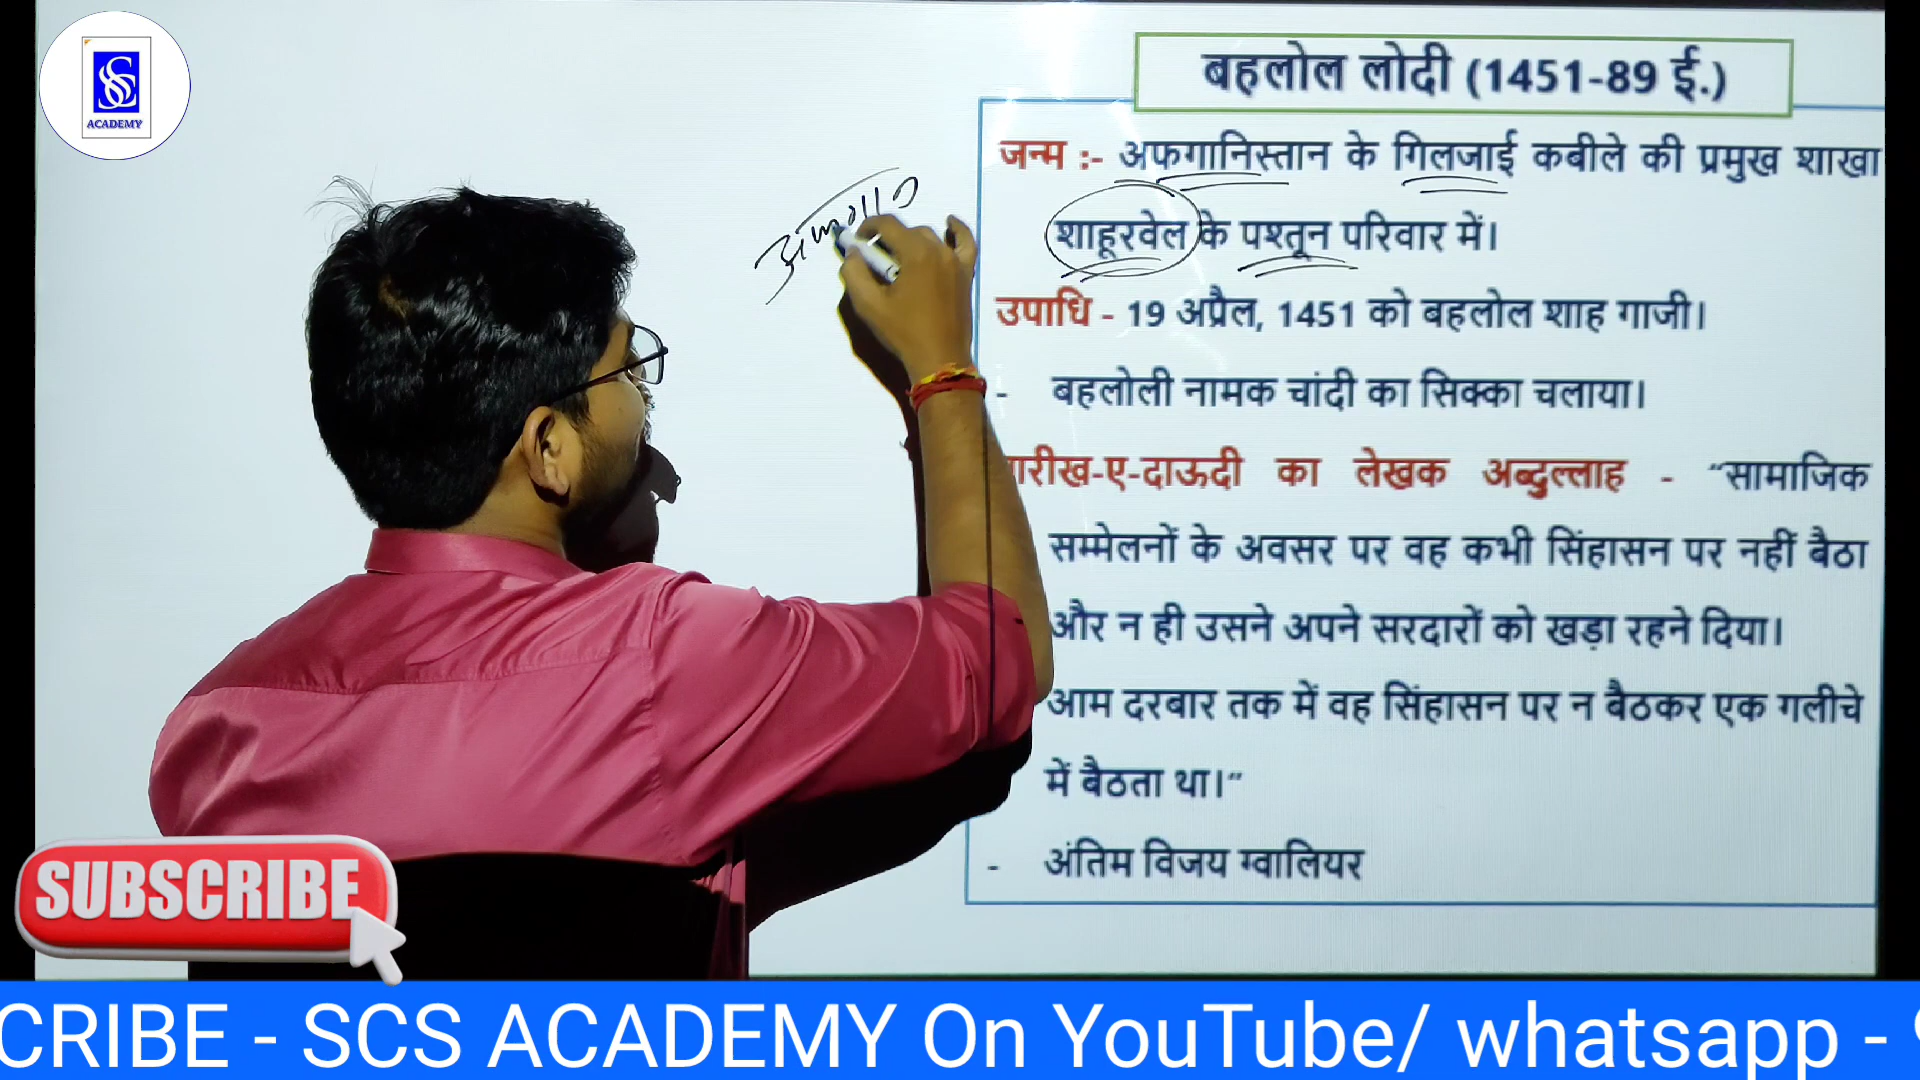 SCS
ACADEMY
बहलोल लोदी (1451-89 ई.)
जन्म :- अफगानिस्तान के गिलजाई कबीले की प्रमुख शाखा
शाहूरवेल के पश्तून परिवार में।
उपाधि - 19 अप्रैल, 1451 को बहलोल शाह गाजी।
- बहलोली नामक चांदी का सिक्का चलाया।
का लेखक अब्दुल्लाह - “सामाजिक
सम्मेलनों के अवसर पर वह कभी सिंहासन पर नहीं बैठा
और न ही उसने अपने सरदारों को खड़ा रहने दिया।
आम दरबार तक में वह सिंहासन पर न बैठकर एक गलीचे
में बैठता था।”
- अंतिम विजय ग्वालियर
SUBSCRIBE
CRIBE - SCS ACADEMY On YouTube/ whatsapp -